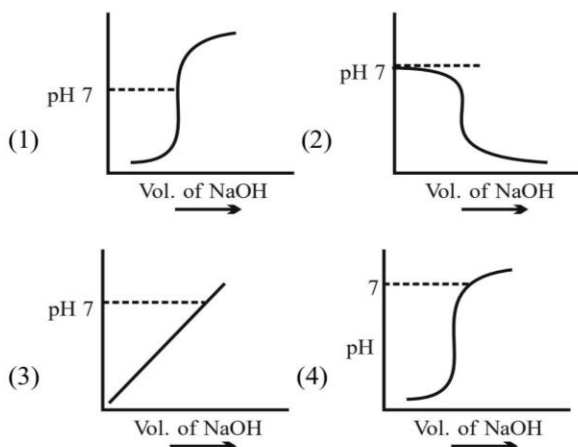 pH 7
(1)
Vol. of NaOH
pH 7
(2)
Vol. of NaOH
pH 7
(3)
Vol. of NaOH
7
pH
(4)
Vol. of NaOH